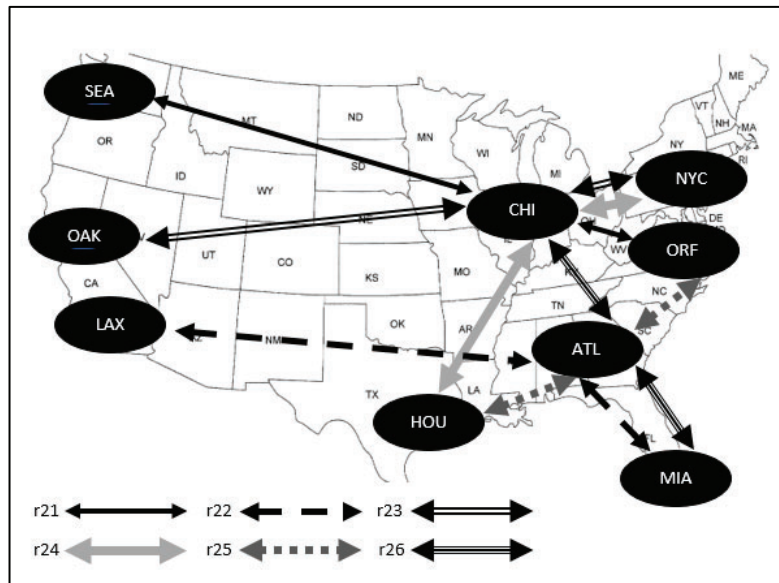 SEA
ME
VT
NH
MT
ND
OR
MN
MA
WI
NY
SD
MI
RI
ID
NYC
WY
CHI
NE
OH
DE
OAK
IL
WV
ORF
UT
CO
CA
KS
MO
KY
NC
LAX
TN
OK
AR
SC
NM
ATL
TX
LA
HOU
FL
MIA
r21 r22 r23
r24 r25 r26